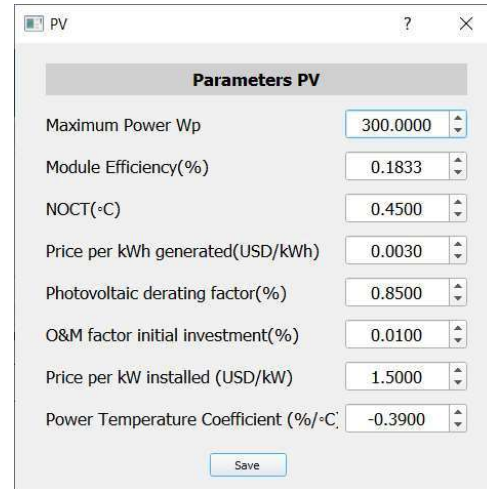 PV ?
Parameters PV
Maximum Power Wp 300.0000
Module Efficiency(%) 0.1833
NOCT(◦C) 0.4500
Price per kWh generated(USD/kWh) 0.0030
Photovoltaic derating factor(%) 0.8500
O&M factor initial investment(%) 0.0100
Price per kW installed (USD/kW) 1.5000
Power Temperature Coefficient (%/◦C) -0.3900
Save